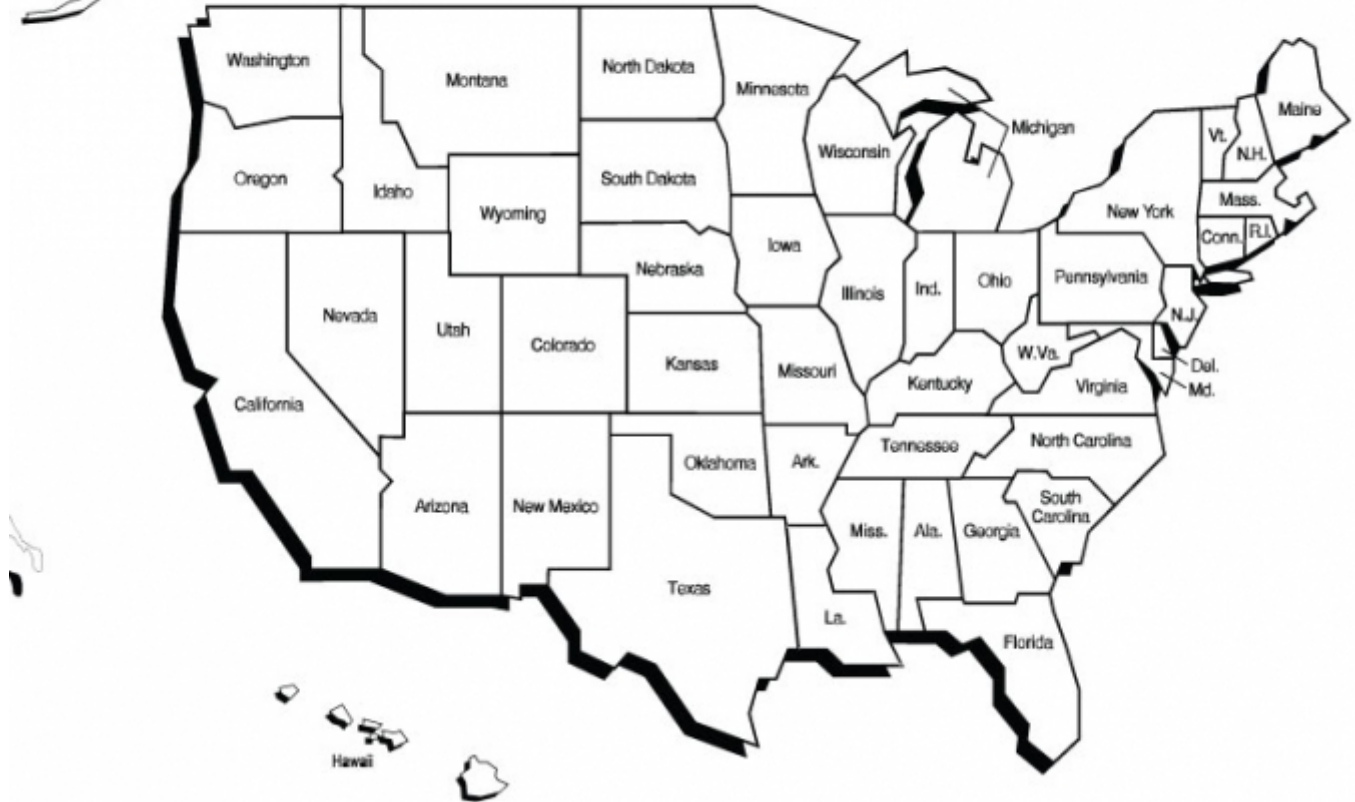 Washington
Montana
North Dakota
Minnesota
Maine
Michigan
Vt.
N.H.
Wisconsin
Oregon
Idaho
South Dakota
Wyoming
New York
Mass.
Conn.
R.I.
Iowa
Nebraska
Illinois
Ind.
Ohio
Pennsylvania
N.J.
Nevada
Utah
Colorado
Kansas
Missouri
W.Va.
Kentucky
Virginia
Del.
Md.
California
Oklahoma
Ark.
Tennessee
North Carolina
Arizona
New Mexico
South
Carolina
Miss.
Ala.
Georgia
Texas
La.
Florida
Hawaii